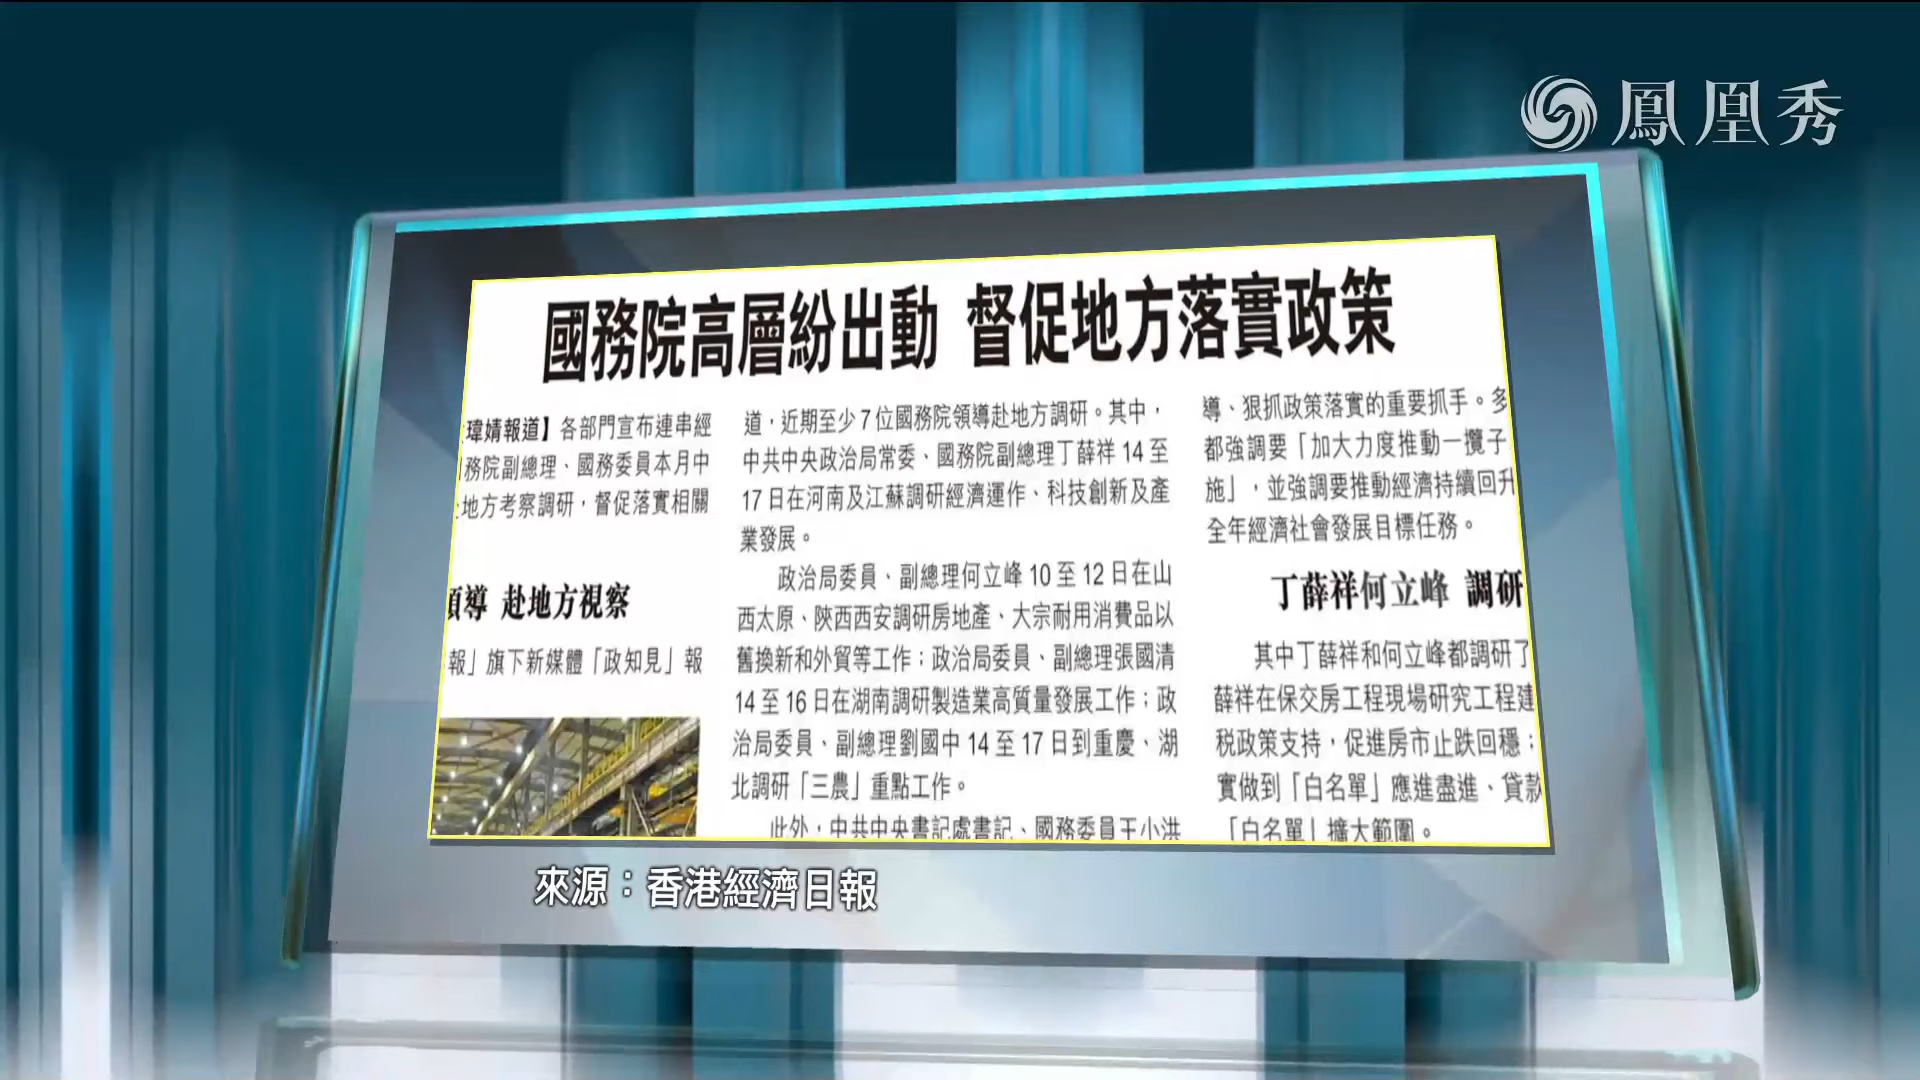 鳳凰秀
國務院高層紛出動 督促地方落實政策
瑋婧報道】各部門宣布連串經
務院副總理、國務委員本月中
地方考察調研，督促落實相關
領導 赴地方視察
報」旗下新媒體「政知見」報
道，近期至少7位國務院領導赴地方調研。其中，
中共中央政治局常委、國務院副總理丁薛祥14至
17日在河南及江蘇調研經濟運作、科技創新及產
業發展。
政治局委員、副總理何立峰10至12日在山
西太原、陝西西安調研房地產、大宗耐用消費品以
舊換新和外貿等工作；政治局委員、副總理張國清
14至16日在湖南調研製造業高質量發展工作；政
治局委員、副總理劉國中14至17日到重慶、湖
北調研「三農」重點工作。
此外，中共中央書記處書記、國務委員王小洪
導、狠抓政策落實的重要抓手。多
都強調要「加大力度推動一攬子
施」，並強調要推動經濟持續回升
全年經濟社會發展目標任務。
丁薛祥何立峰 調研
其中丁薛祥和何立峰都調研了
薛祥在保交房工程現場研究工程建
稅政策支持，促進房市止跌回穩；
實做到「白名單」應進盡進、貸款
「白名單」擴大範圍。
來源：香港經濟日報